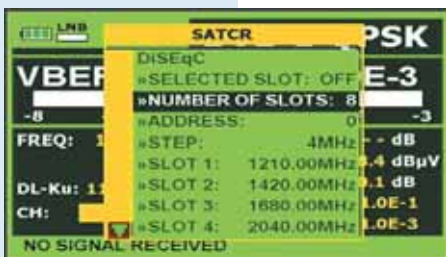 LNB
SATCR
PSK
DiSEqC
VBER
»SELECTED SLOT: OFF
E-3
»NUMBER OF SLOTS: 8
-8
-3
»ADDRESS: 0
FREQ: 1
»STEP: 4MHz
- - dB
»SLOT 1: 1210.00MHz
.4 dBµV
DL-Ku: 11
»SLOT 2: 1420.00MHz
.1 dB
»SLOT 3: 1680.00MHz
1.0E-1
CH:
»SLOT 4: 2040.00MHz
1.0E-3
NO SIGNAL RECEIVED